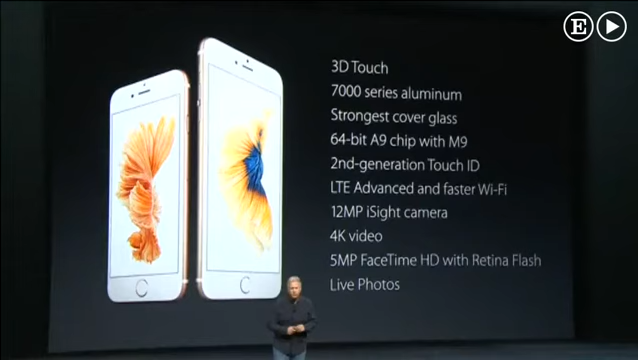 E
3D Touch
7000 series aluminum
Strongest cover glass
64-bit A9 chip with M9
2nd-generation Touch ID
LTE Advanced and faster Wi-Fi
12MP iSight camera
4K video
5MP FaceTime HD with Retina Flash
Live Photos